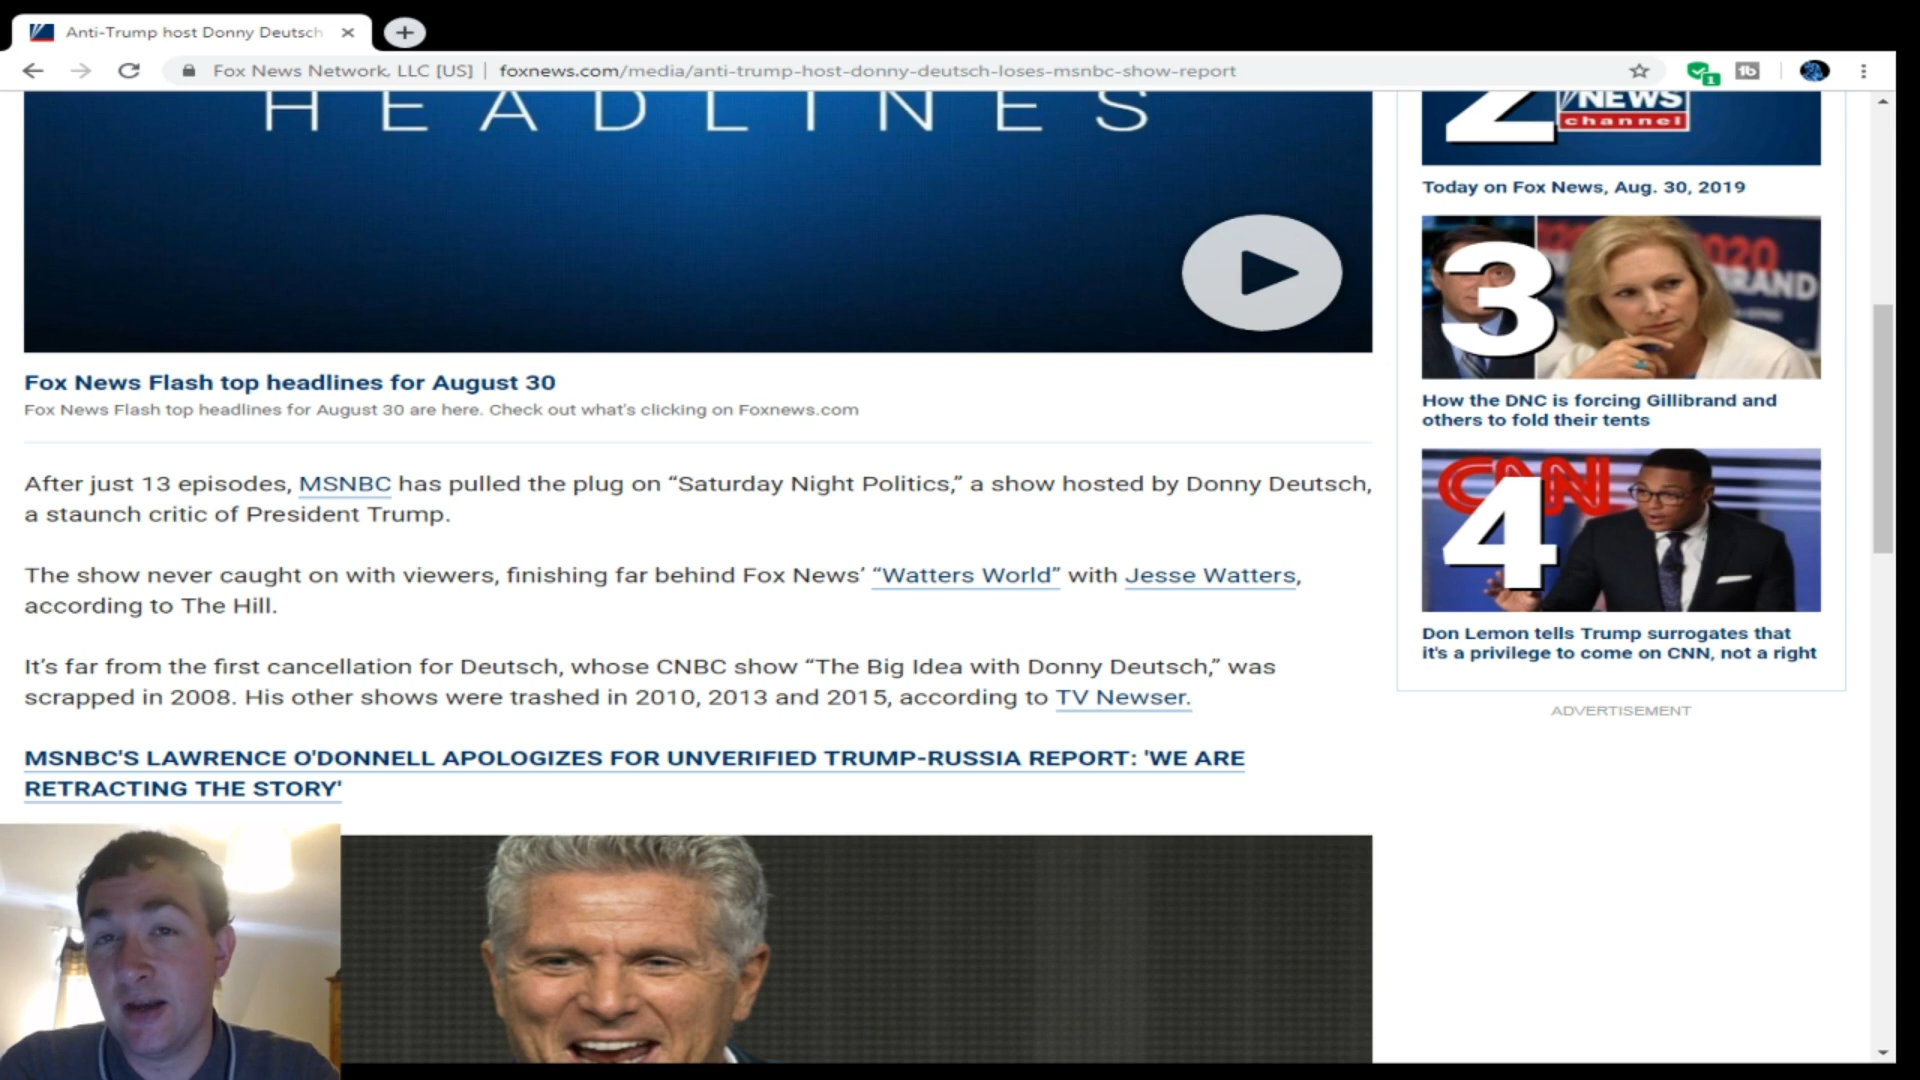 Anti-Trump host Donny Deutsch
Fox News Network, LLC [US] | foxnews.com/media/anti-trump-host-donny-deutsch-loses-msnbc-show-report
1
HEADLINES
Fox News Flash top headlines for August 30
Fox News Flash top headlines for August 30 are here. Check out what's clicking on Foxnews.com
After just 13 episodes, MSNBC has pulled the plug on “Saturday Night Politics,” a show hosted by Donny Deutsch,
a staunch critic of President Trump.
The show never caught on with viewers, finishing far behind Fox News’ “Watters World” with Jesse Watters,
according to The Hill.
It’s far from the first cancellation for Deutsch, whose CNBC show “The Big Idea with Donny Deutsch,” was
scrapped in 2008. His other shows were trashed in 2010, 2013 and 2015, according to TV Newser.
MSNBC'S LAWRENCE O'DONNELL APOLOGIZES FOR UNVERIFIED TRUMP-RUSSIA REPORT: 'WE ARE
RETRACTING THE STORY'
2
NEWS
channel
Today on Fox News, Aug. 30, 2019
3
2020
BRAND
How the DNC is forcing Gillibrand and
others to fold their tents
CNN
4
Don Lemon tells Trump surrogates that
it's a privilege to come on CNN, not a right
ADVERTISEMENT